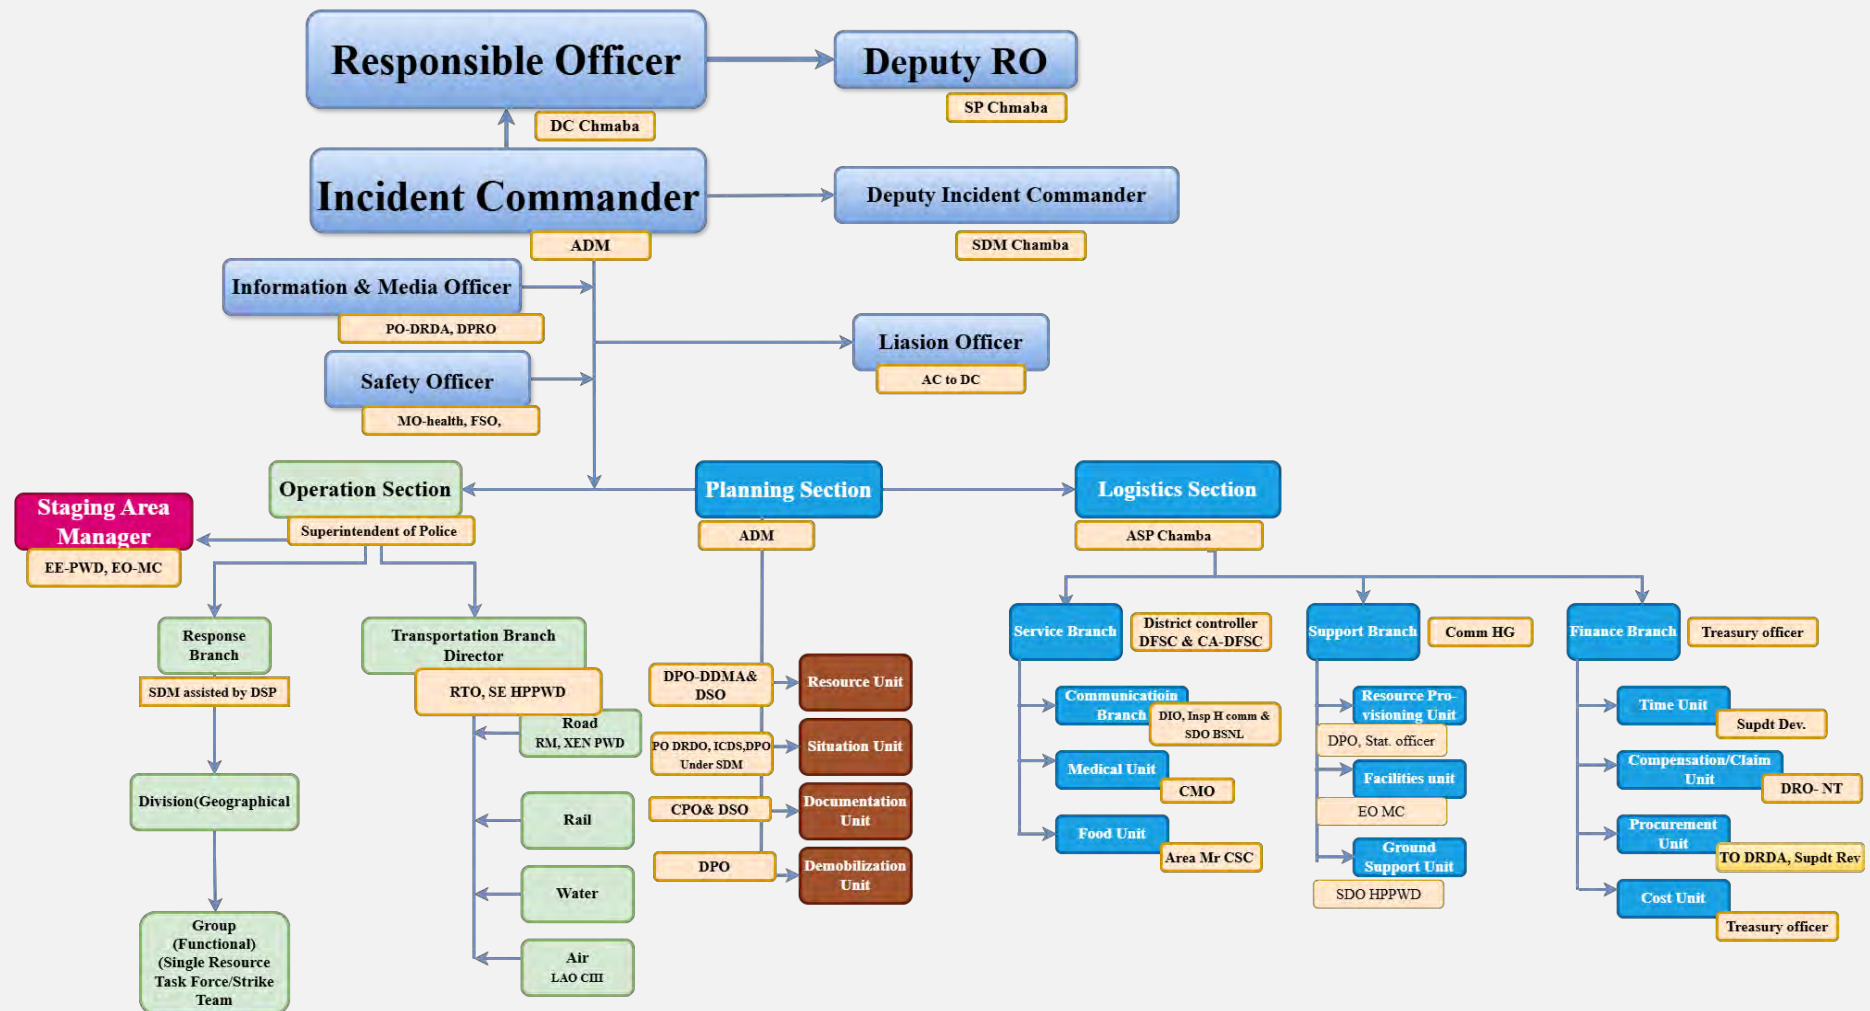 Responsible Officer
Deputy RO
SP Chmaba
DC Chmaba
Incident Commander
Deputy Incident Commander
ADM
SDM Chamba
Information & Media Officer
PO-DRDA, DPRO
Liasion Officer
AC to DC
Safety Officer
MO-health, FSO,
Operation Section
Superintendent of Police
Planning Section
ADM
Logistics Section
ASP Chamba
Staging Area
Manager
EE-PWD, EO-MC
Response
Branch
SDM assisted by DSP
Division(Geographical
Group
(Functional)
(Single Resource
Task Force/Strike
Team
Transportation Branch
Director
RTO, SE HPPWD
Road
RM, XEN PWD
Rail
Water
Air
LAO CIII
DPO-DDMA&
DSO
Resource Unit
PO DRDO, ICDS,DPO
Under SDM
Situation Unit
CPO& DSO
Documentation
Unit
DPO
Demobilization
Unit
Service Branch
District controller
DFSC & CA-DFSC
Communicatioin
Branch
DIO, Insp H comm &
SDO BSNL
Medical Unit
CMO
Food Unit
Area Mr CSC
Support Branch
Comm HG
Resource Pro-
visioning Unit
DPO, Stat. officer
Facilities unit
EO MC
Ground
Support Unit
SDO HPPWD
Finance Branch
Treasury officer
Time Unit
Supdt Dev.
Compensation/Claim
Unit
DRO- NT
Procurement
Unit
TO DRDA, Supdt Rev
Cost Unit
Treasury officer